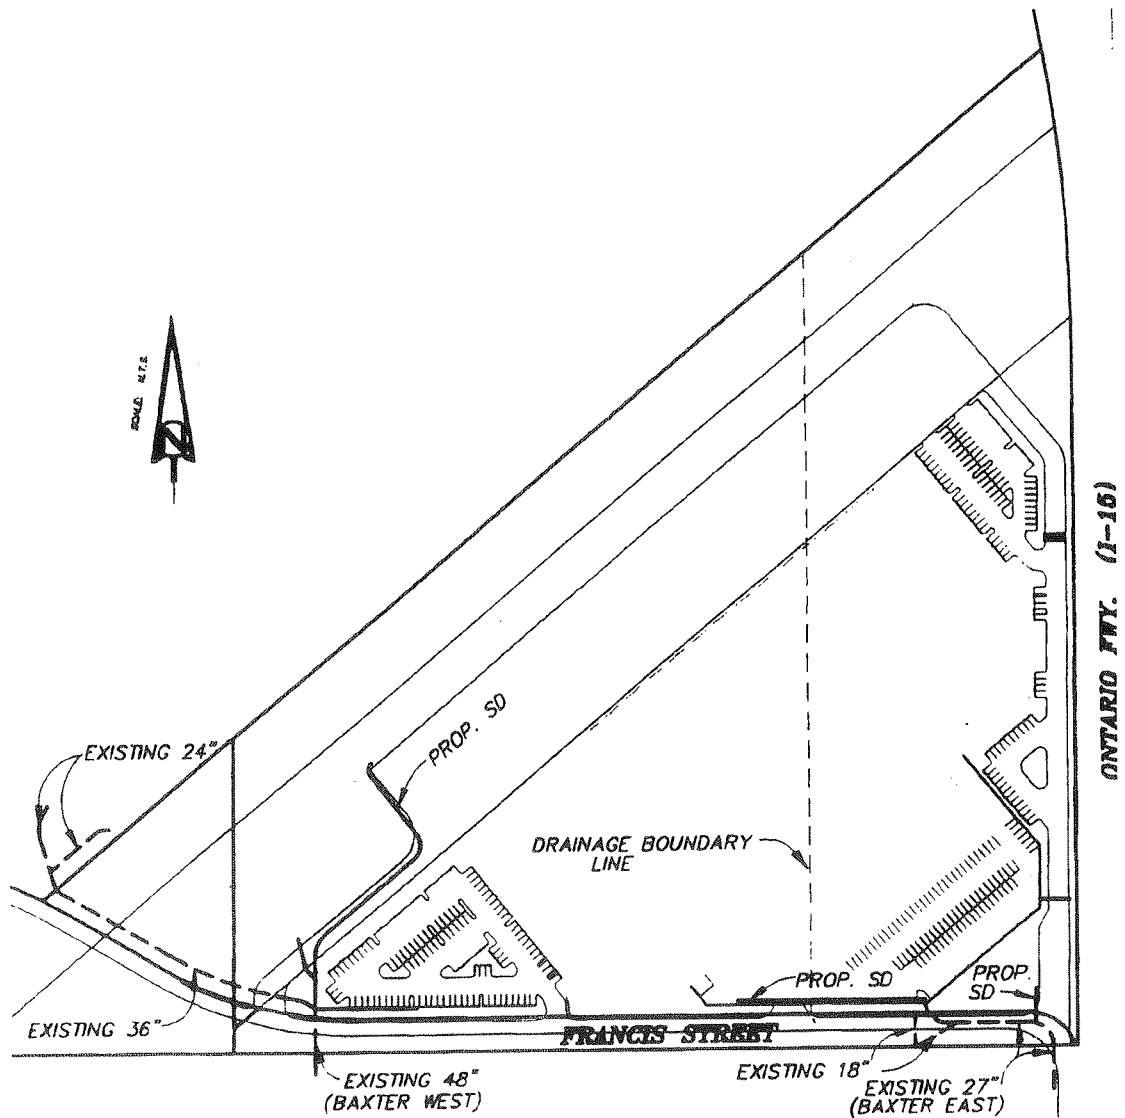 SCALE: N.T.S.
N
ONTARIO FWY. (I-15)
PROP. SD
EXISTING 24"
DRAINAGE BOUNDARY
LINE
PROP. SD
PROP.
SD
EXISTING 36"
FRANCIS STREET
EXISTING 48"
(BAXTER WEST)
EXISTING 18"
EXISTING 27"
(BAXTER EAST)